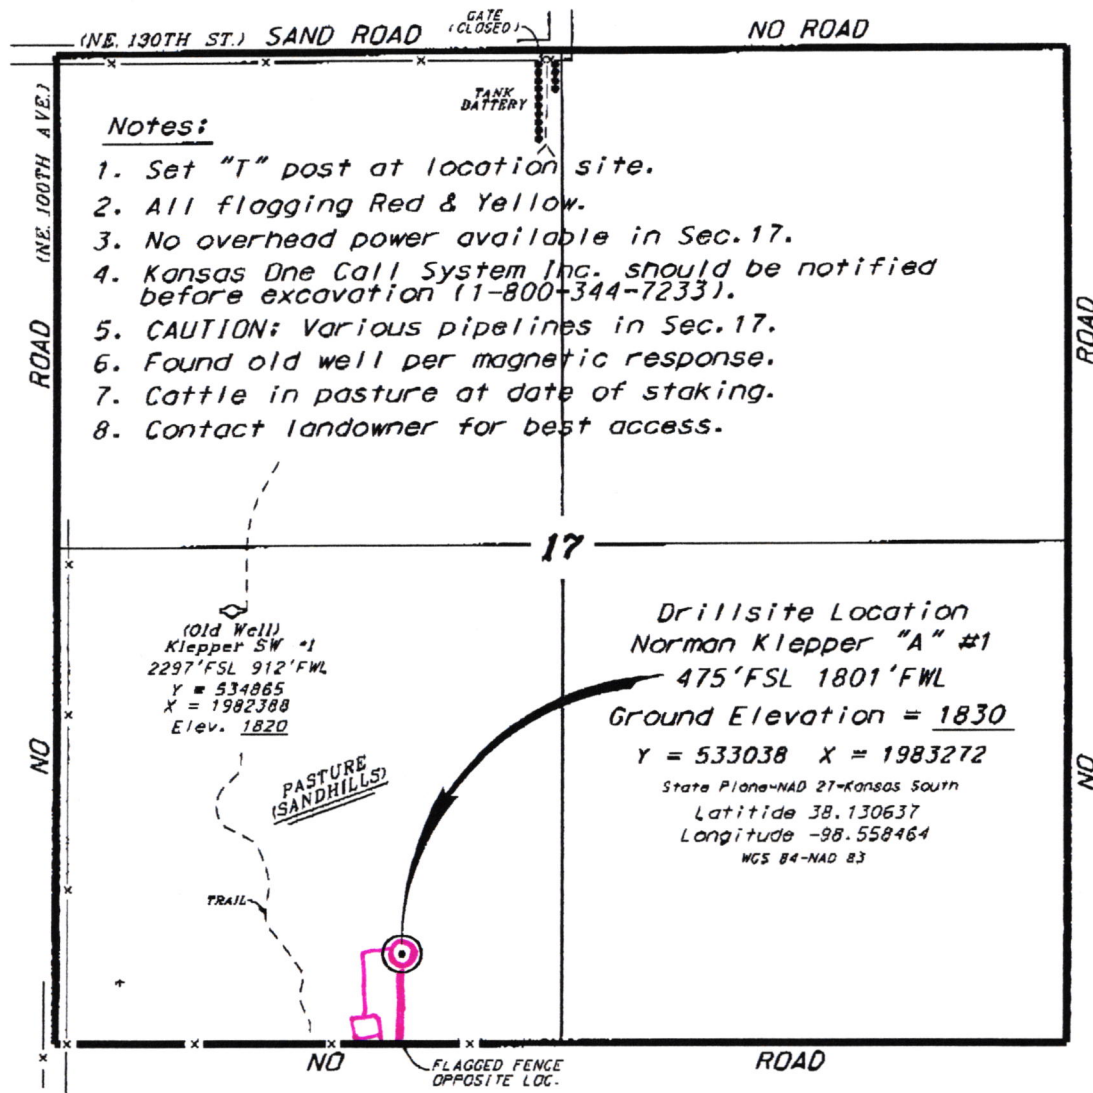 GATE
(CLOSED)
(NE. 130TH ST.) SAND ROAD
NO ROAD
TANK
BATTERY
(NE. 100TH AVE.)
ROAD
NO
Notes:
1. Set "T" post at location site.
2. All flagging Red & Yellow.
3. No overhead power available in Sec.17.
4. Kansas One Call System Inc. should be notified
before excavation (1-800-344-7233).
5. CAUTION: Various pipelines in Sec.17.
6. Found old well per magnetic response.
7. Cattle in pasture at date of staking.
8. Contact landowner for best access.
ROAD
NO
17
(Old Well)
Klepper SW #1
2297'FSL 912'FWL
Y = 534865
X = 1982388
Elev. 1820
PASTURE
(SANDHILLS)
TRAIL
Drillsite Location
Norman Klepper "A" #1
475'FSL 1801'FWL
Ground Elevation = 1830
Y = 533038 X = 1983272
State Plane-NAD 27-Kansas South
Latitide 38.130637
Longitude -98.558464
WGS 84-NAD 83
NO
FLAGGED FENCE
OPPOSITE LOC.
ROAD